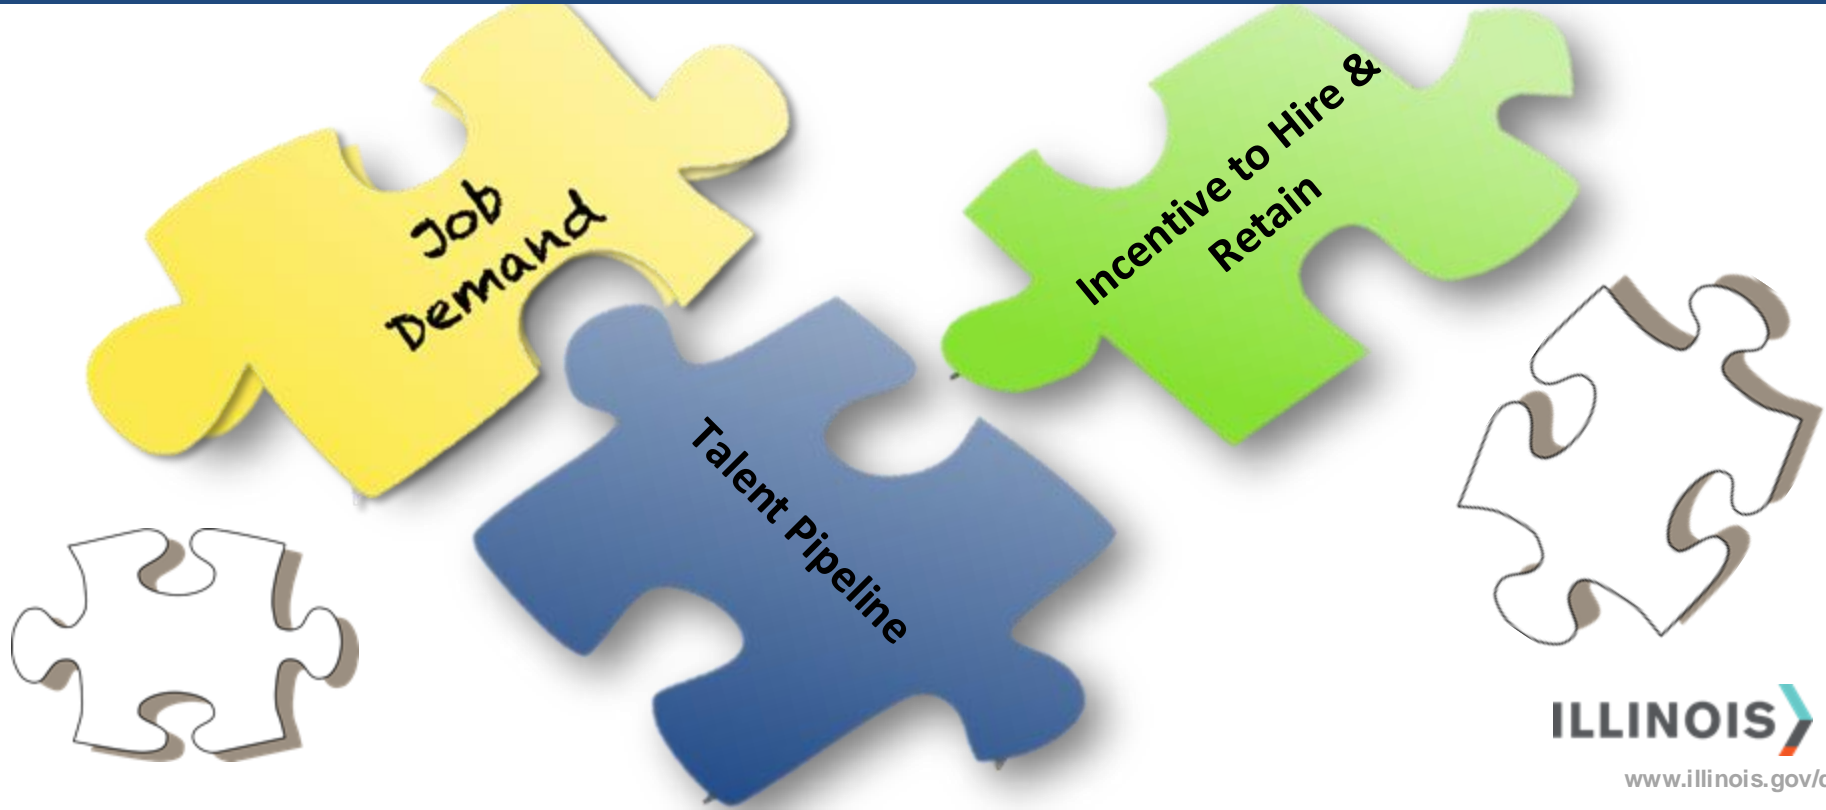 Job
Demand
Incentive to Hire &
Retain
Talent Pipeline
ILLINOIS
www.illinois.gov/